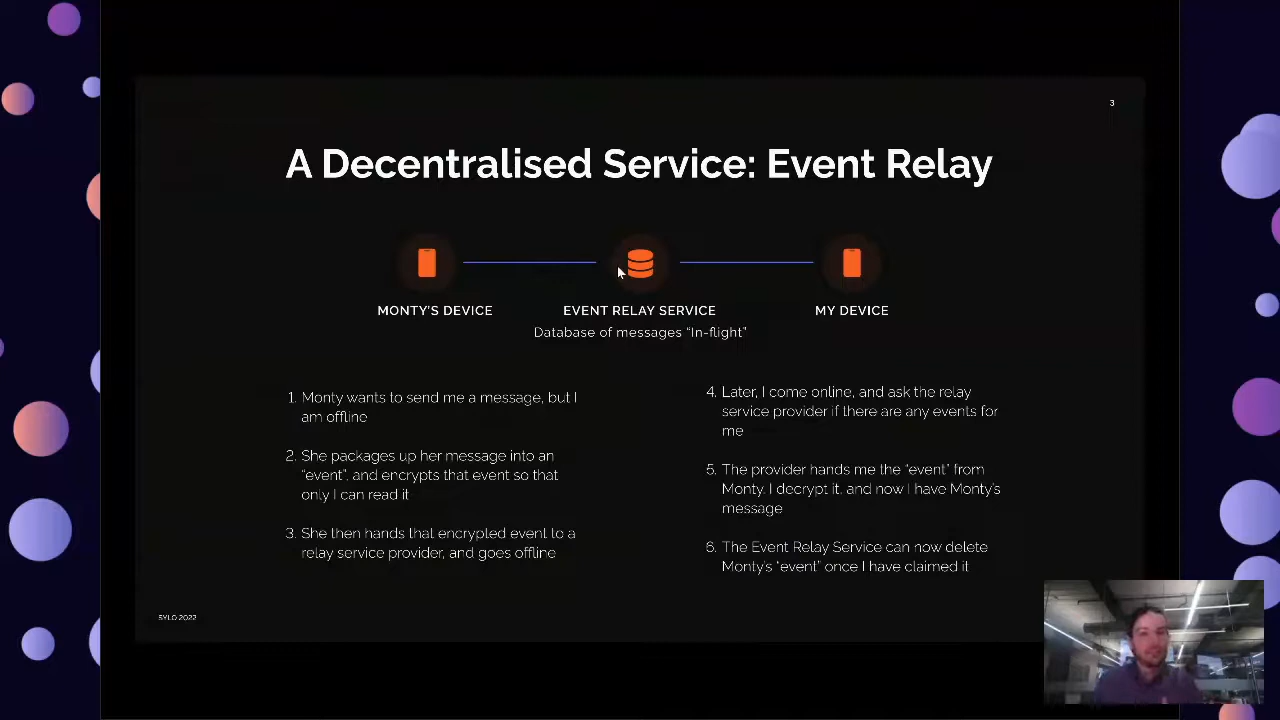 3
A Decentralised Service: Event Relay
MONTY'S DEVICE
EVENT RELAY SERVICE
MY DEVICE
Database of messages “In-flight”
1. Monty wants to send me a message, but I
am offline
2. She packages up her message into an
“event”, and encrypts that event so that
only I can read it
3. She then hands that encrypted event to a
relay service provider, and goes offline
4. Later, I come online, and ask the relay
service provider if there are any events for
me
5. The provider hands me the “event” from
Monty. I decrypt it, and now I have Monty's
message
6. The Event Relay Service can now delete
Monty's “event” once I have claimed it
SYLO 2022